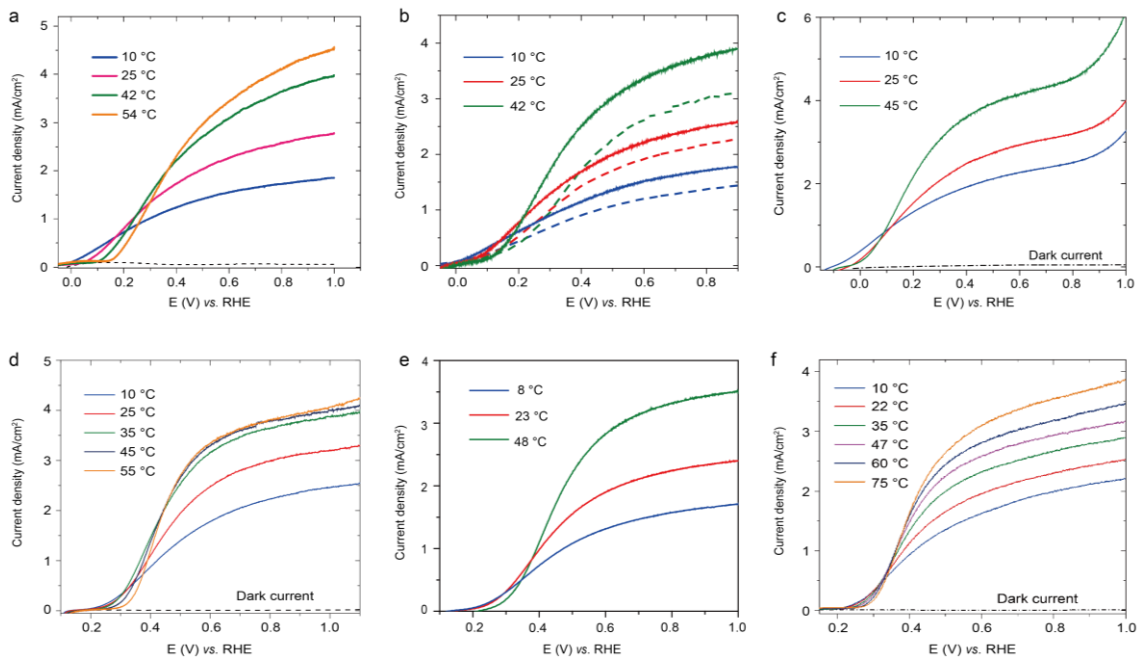 a
Current density (mA/cm²)
5
4
3
2
1
0
10 °C
25 °C
42 °C
54 °C
0.0 0.2 0.4 0.6 0.8 1.0
E (V) vs. RHE
b
Current density (mA/cm²)
4
3
2
1
0
10 °C
25 °C
42 °C
0.0 0.2 0.4 0.6 0.8
E (V) vs. RHE
c
Current density (mA/cm²)
6
4
2
0
10 °C
25 °C
45 °C
Dark current
0.0 0.2 0.4 0.6 0.8 1.0
E (V) vs. RHE
d
Current density (mA/cm²)
5
4
3
2
1
0
10 °C
25 °C
35 °C
45 °C
55 °C
Dark current
0.2 0.4 0.6 0.8 1.0
E (V) vs. RHE
e
Current density (mA/cm²)
4
3
2
1
0
8 °C
23 °C
48 °C
0.2 0.4 0.6 0.8 1.0
E (V) vs. RHE
f
Current density (mA/cm²)
4
3
2
1
0
10 °C
22 °C
35 °C
47 °C
60 °C
75 °C
Dark current
0.2 0.4 0.6 0.8 1.0
E (V) vs. RHE